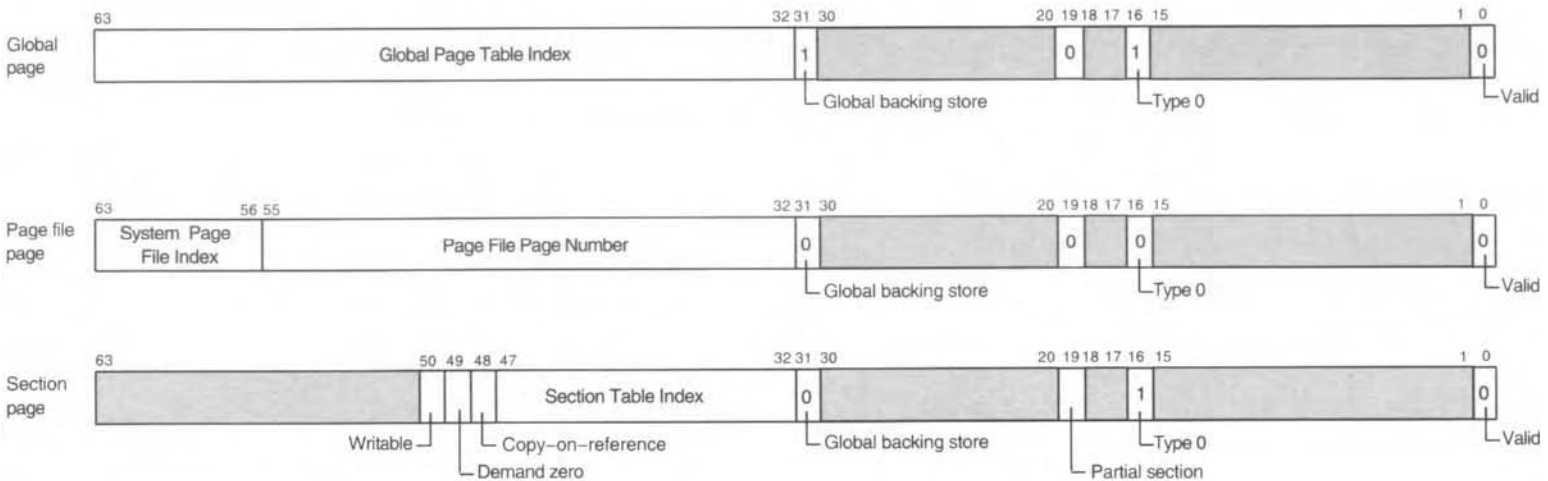 63 32 31 30 20 19 18 17 16 15 1 0
Global page
Global Page Table Index 1 0 1 0
Global backing store Type 0 Valid
63 56 55 32 31 30 20 19 18 17 16 15 1 0
Page file page
System Page File Index Page File Page Number 0 0 0 0
Global backing store Type 0 Valid
63 50 49 48 47 32 31 30 20 19 18 17 16 15 1 0
Section page
Section Table Index 0 1 0
Writable Copy-on-reference Global backing store Type 0 Valid
Demand zero Partial section